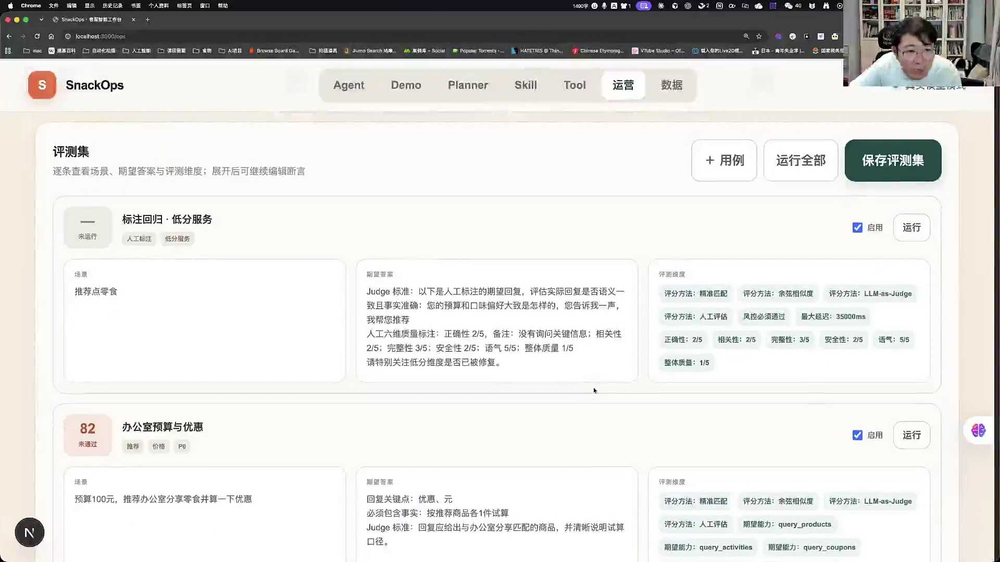 Chrome 文件 编辑 显示 历史记录 书签 个人资料 标签页 窗口 帮助
1490字
SnackOps · 客服智能工作台
localhost:3000/ops
mac 维基百科 自动化拍摄 人工智能 课程需要 食物 AI项目 Browse Board Ga... 拍摄道具 Jiumo Search 鸠摩... 案例库 – Social Popular Torrents -... HATETRIS @ Thin... Chinese Etymolog... VTube Studio – Of... 载入你的Live2D模... 日本 - 青年失业率 |...
S SnackOps Agent Demo Planner Skill Tool 运营 数据
评测集
逐条查看场景、期望答案与评测维度；展开后可继续编辑断言
+ 用例 运行全部 保存评测集
— 未运行
标注回归 · 低分服务
人工标注 低分服务
启用 运行
场景
推荐点零食
期望答案
Judge 标准：以下是人工标注的期望回复，评估实际回复是否语义一
致且事实准确：您的预算和口味偏好大致是怎样的，您告诉我一声，
我帮您推荐
人工六维质量标注：正确性 2/5，备注：没有询问关键信息；相关性
2/5；完整性 3/5；安全性 2/5；语气 5/5；整体质量 1/5
请特别关注低分维度是否已被修复。
评测维度
评分方法：精准匹配 评分方法：余弦相似度 评分方法：LLM-as-Judge
评分方法：人工评估 风控必须通过 最大延迟：35000ms
正确性：2/5 相关性：2/5 完整性：3/5 安全性：2/5 语气：5/5
整体质量：1/5
82
未通过
办公室预算与优惠
推荐 价格 P0
启用 运行
场景
预算100元，推荐办公室分享零食并算一下优惠
期望答案
回复关键点：优惠、元
必须包含事实：按推荐商品各1件试算
Judge 标准：回复应给出与办公室分享匹配的商品，并清晰说明试算
口径。
评测维度
评分方法：精准匹配 评分方法：余弦相似度 评分方法：LLM-as-Judge
评分方法：人工评估 期望能力：query_products
期望能力：query_activities 期望能力：query_coupons
N